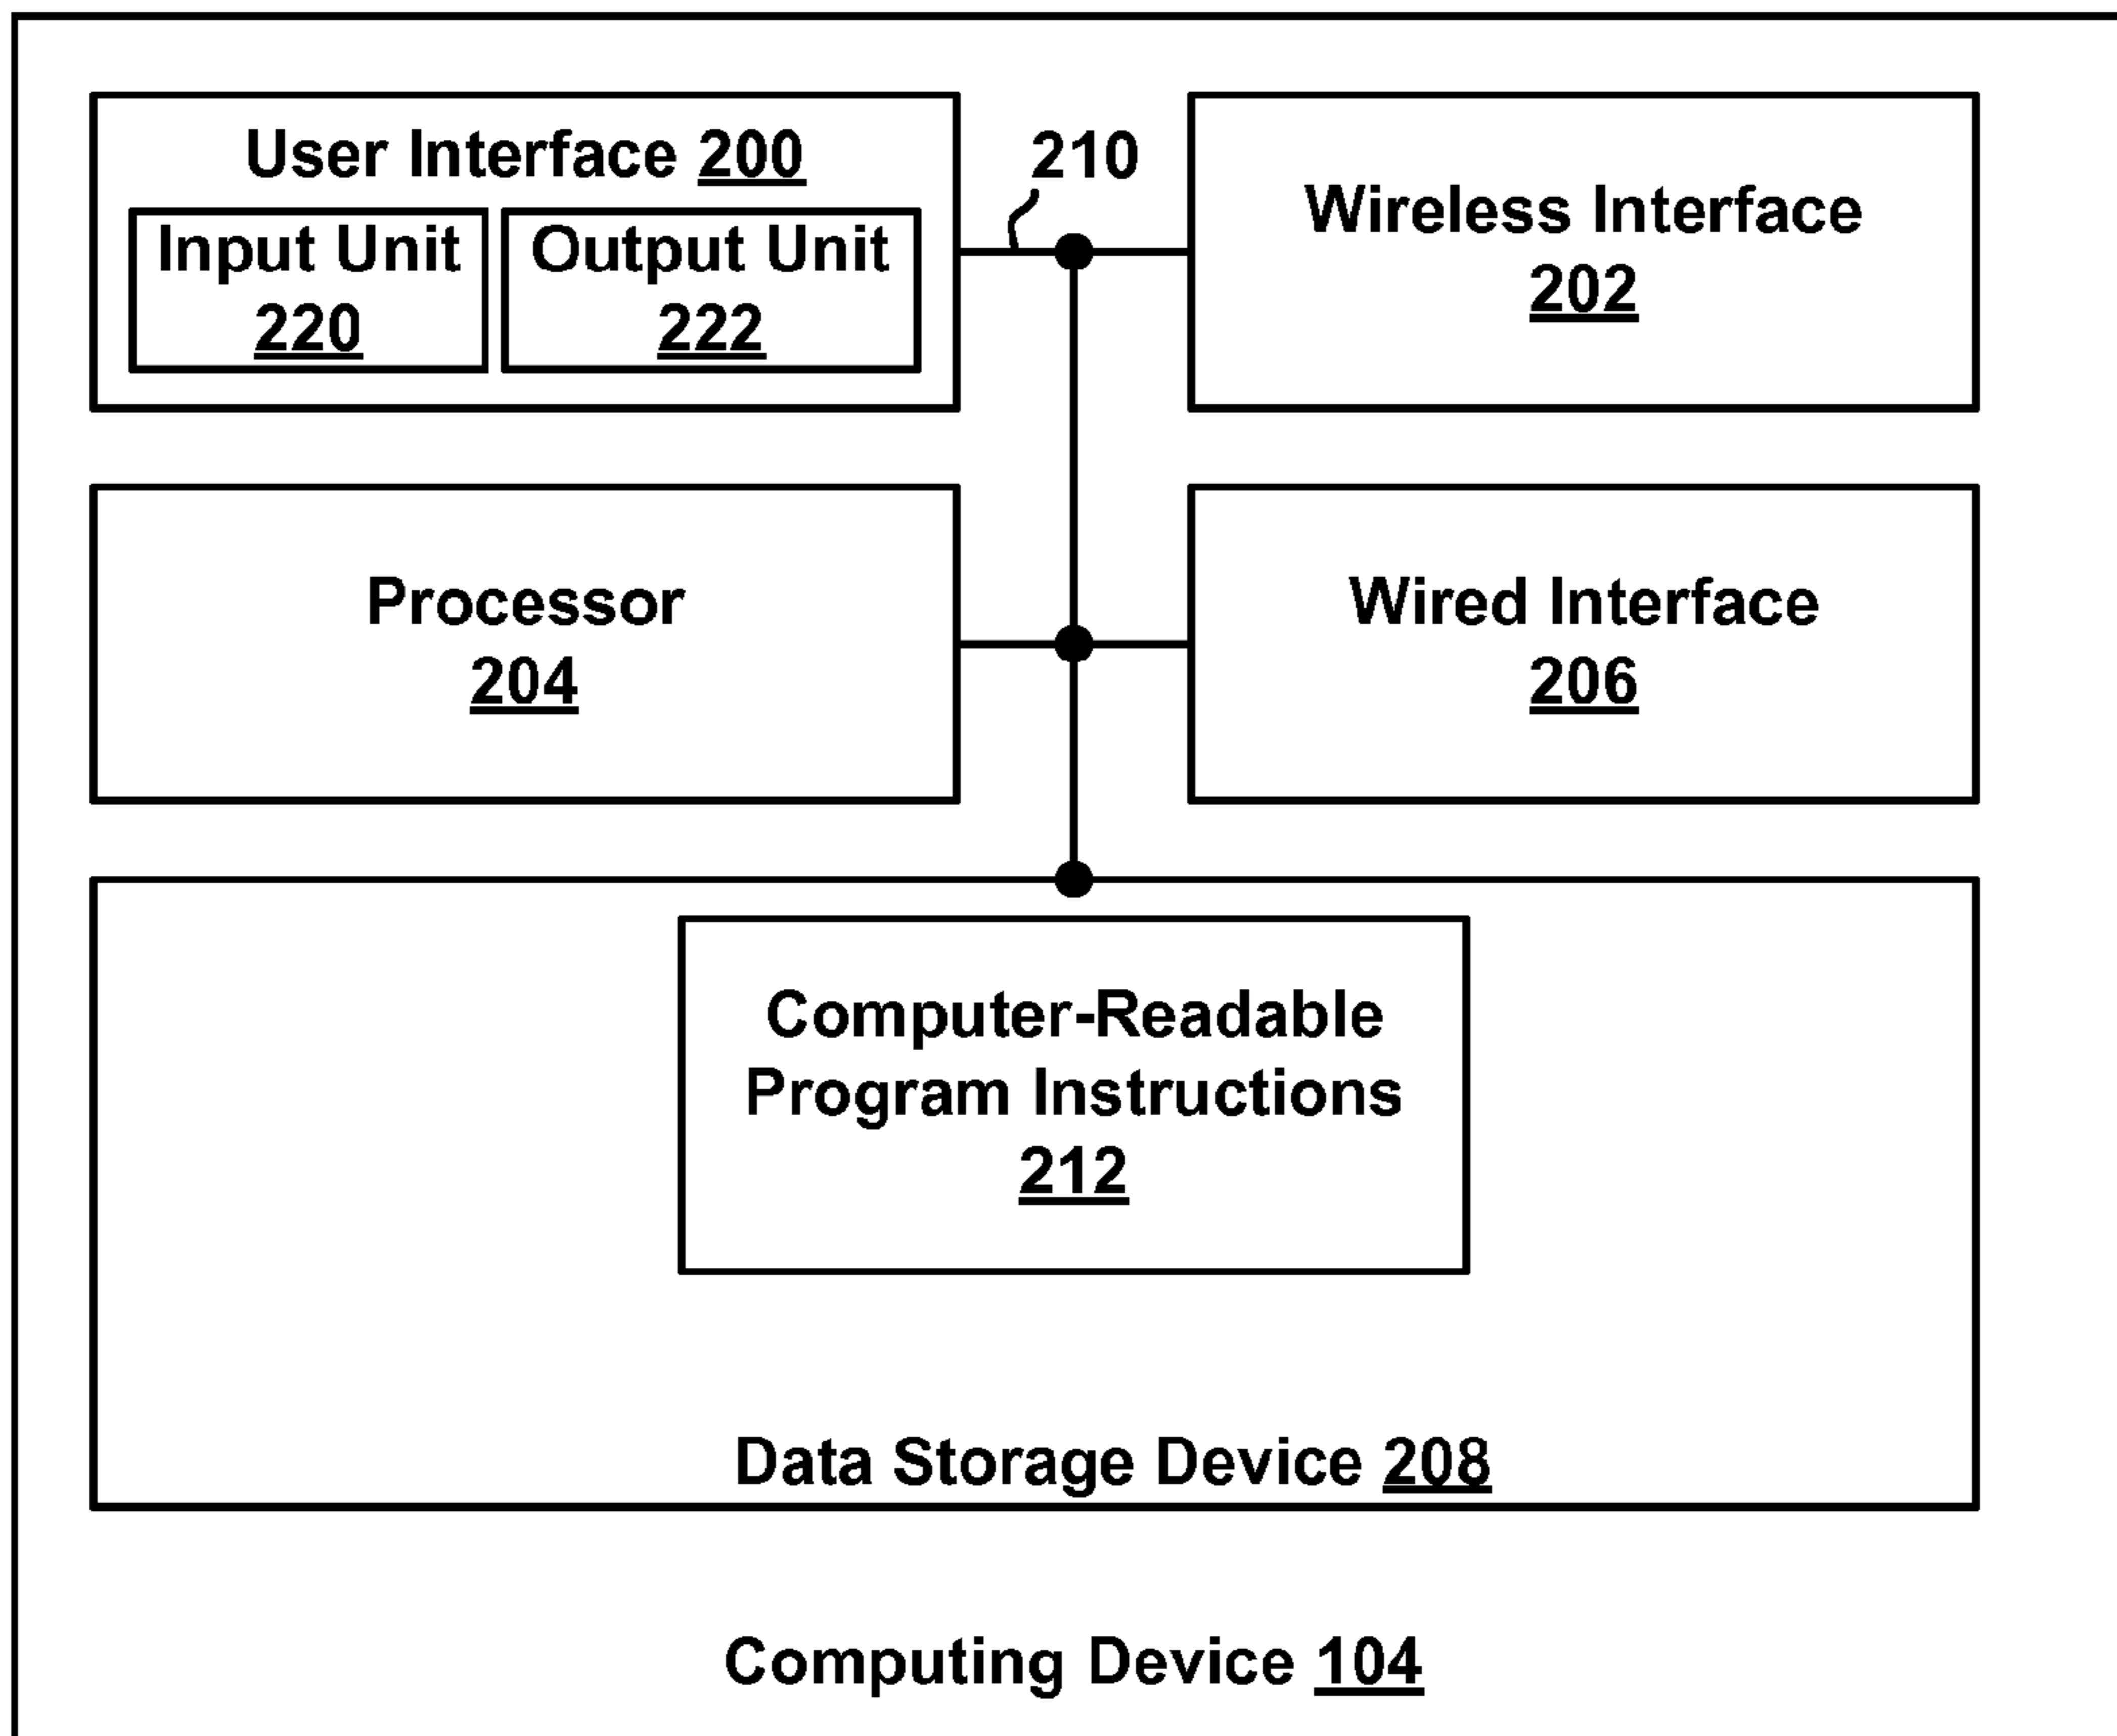 User Interface 200
Input Unit
220
Output Unit
222
210
Wireless Interface
202
Processor
204
Wired Interface
206
Computer-Readable
Program Instructions
212
Data Storage Device 208
Computing Device 104